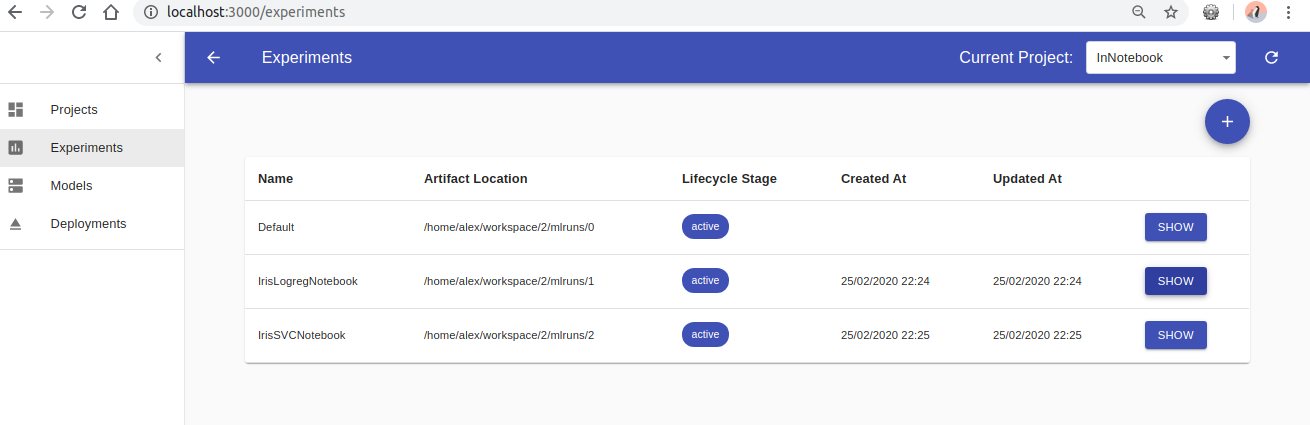 localhost:3000/experiments
Experiments Current Project: InNotebook
Projects
Experiments
Models
Deployments
Name Artifact Location Lifecycle Stage Created At Updated At
Default /home/alex/workspace/2/mlruns/0 active SHOW
IrisLogregNotebook /home/alex/workspace/2/mlruns/1 active 25/02/2020 22:24 25/02/2020 22:24 SHOW
IrisSVCNotebook /home/alex/workspace/2/mlruns/2 active 25/02/2020 22:25 25/02/2020 22:25 SHOW